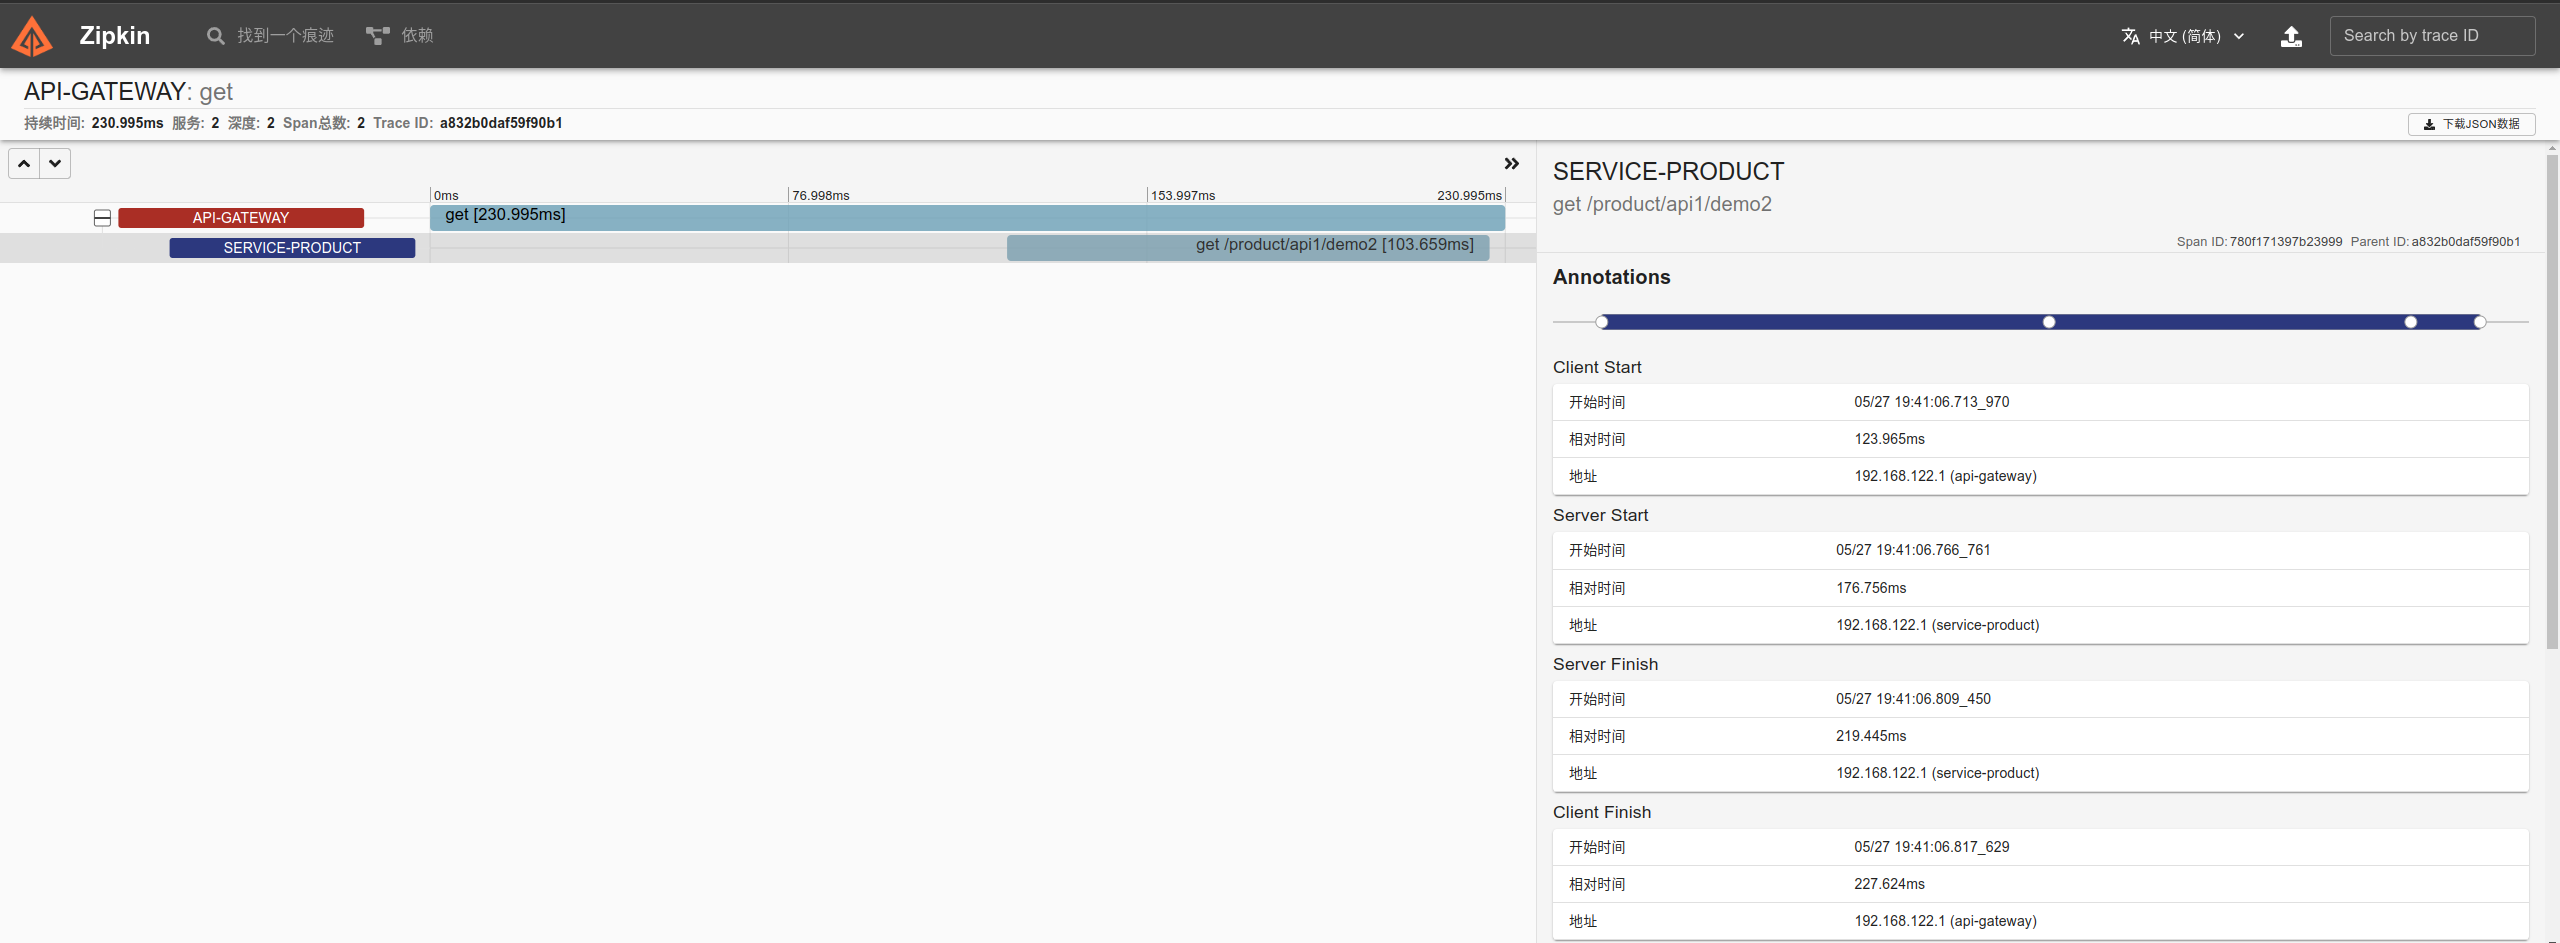 Zipkin
找到一个痕迹
依赖
中文 (简体)
Search by trace ID
API-GATEWAY: get
持续时间: 230.995ms 服务: 2 深度: 2 Span总数: 2 Trace ID: a832b0daf59f90b1
下载JSON数据
0ms
76.998ms
153.997ms
230.995ms
API-GATEWAY
get [230.995ms]
SERVICE-PRODUCT
get /product/api1/demo2 [103.659ms]
SERVICE-PRODUCT
get /product/api1/demo2
Span ID: 780f171397b23999 Parent ID: a832b0daf59f90b1
Annotations
Client Start
开始时间 05/27 19:41:06.713_970
相对时间 123.965ms
地址 192.168.122.1 (api-gateway)
Server Start
开始时间 05/27 19:41:06.766_761
相对时间 176.756ms
地址 192.168.122.1 (service-product)
Server Finish
开始时间 05/27 19:41:06.809_450
相对时间 219.445ms
地址 192.168.122.1 (service-product)
Client Finish
开始时间 05/27 19:41:06.817_629
相对时间 227.624ms
地址 192.168.122.1 (api-gateway)